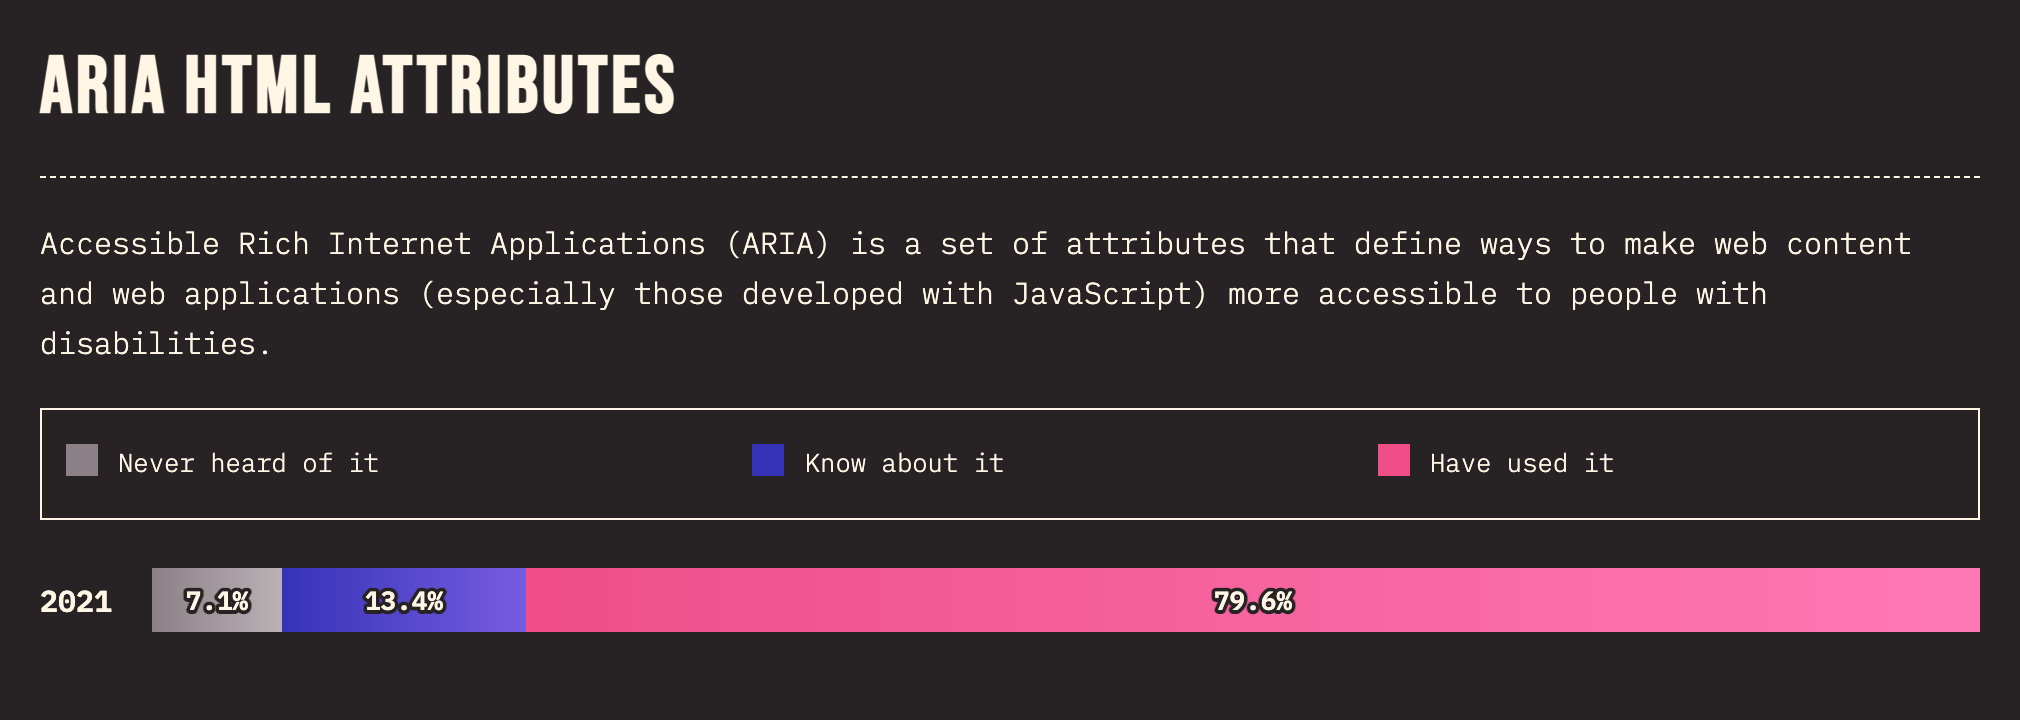 ARIA HTML ATTRIBUTES
Accessible Rich Internet Applications (ARIA) is a set of attributes that define ways to make web content
and web applications (especially those developed with JavaScript) more accessible to people with
disabilities.
Never heard of it Know about it Have used it
2021 7.1% 13.4% 79.6%